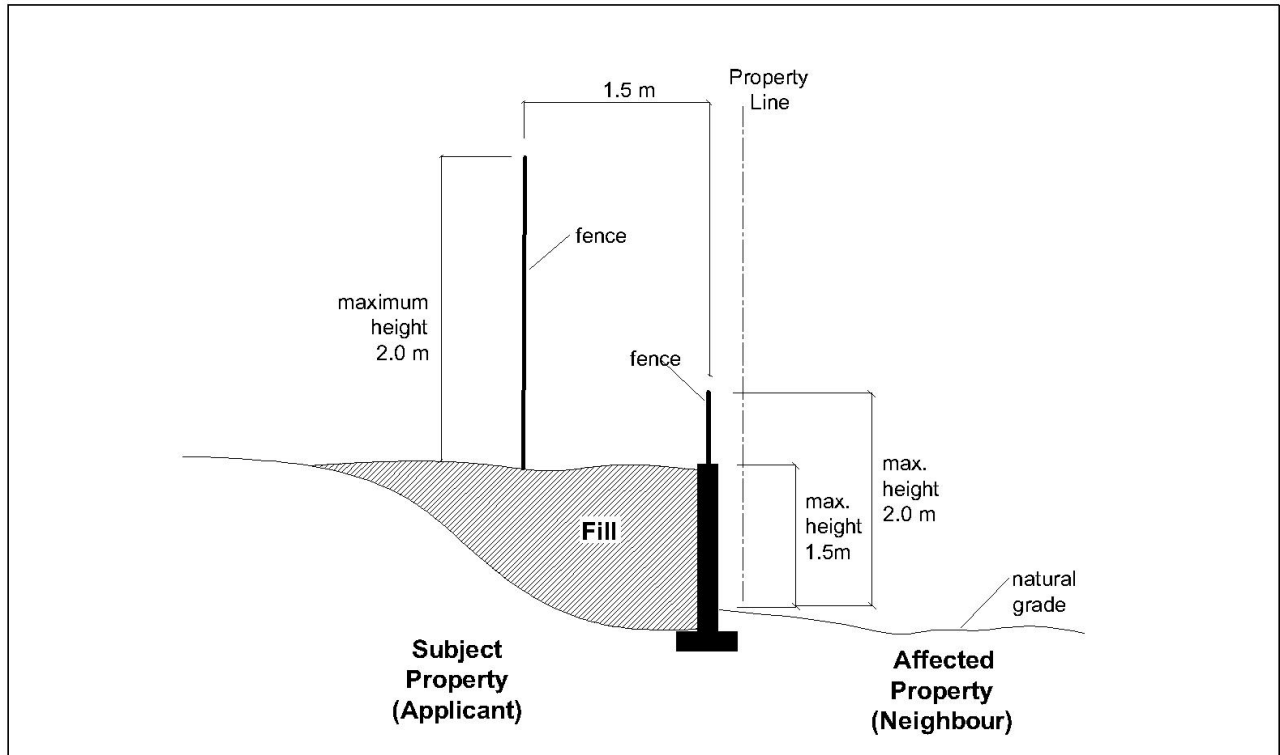 Property
Line
1.5 m
fence
maximum
height
2.0 m
fence
max.
height
2.0 m
max.
height
1.5m
Fill
natural
grade
Subject
Property
(Applicant)
Affected
Property
(Neighbour)